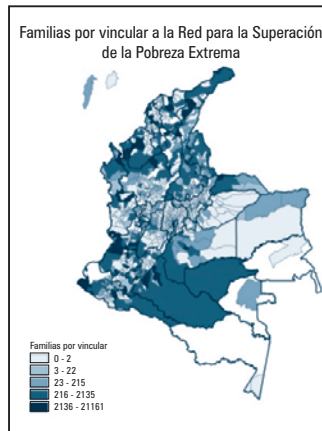 Familias por vincular a la Red para la Superación
de la Pobreza Extrema
Familias por vincular
0 - 2
3 - 22
23 - 215
216 - 2135
2136 - 21161